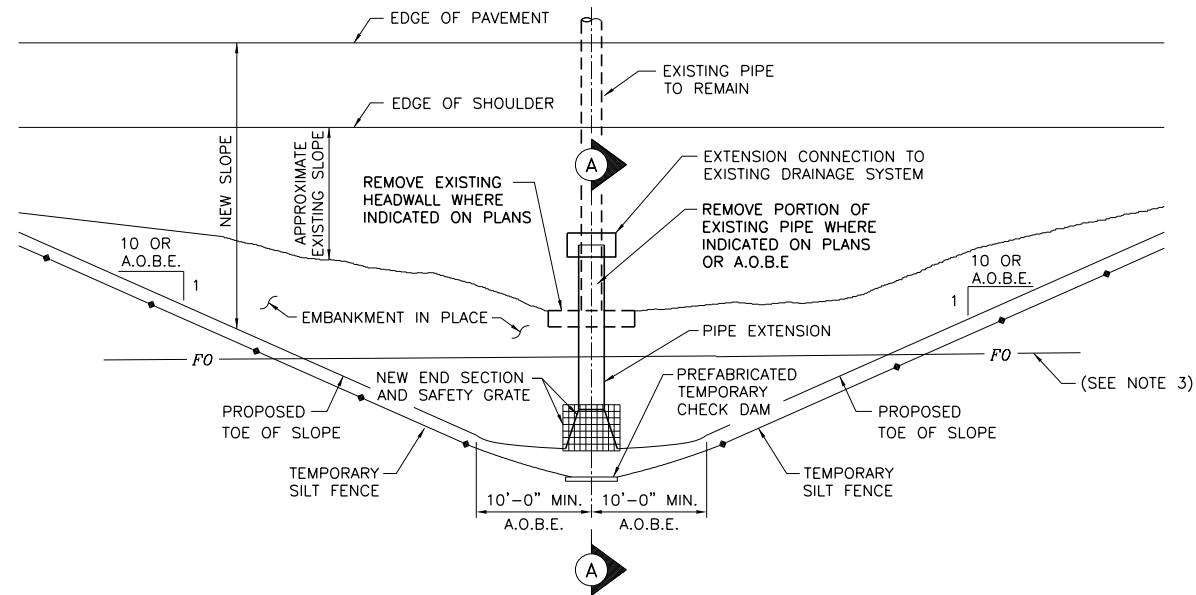 EDGE OF PAVEMENT
EXISTING PIPE
TO REMAIN
EDGE OF SHOULDER
NEW SLOPE
APPROXIMATE
EXISTING SLOPE
A
EXTENSION CONNECTION TO
EXISTING DRAINAGE SYSTEM
REMOVE EXISTING
HEADWALL WHERE
INDICATED ON PLANS
REMOVE PORTION OF
EXISTING PIPE WHERE
INDICATED ON PLANS
OR A.O.B.E
10 OR
A.O.B.E.
1
10 OR
A.O.B.E.
1
EMBANKMENT IN PLACE
PIPE EXTENSION
FO
FO
(SEE NOTE 3)
NEW END SECTION
AND SAFETY GRATE
PREFABRICATED
TEMPORARY
CHECK DAM
PROPOSED
TOE OF SLOPE
PROPOSED
TOE OF SLOPE
TEMPORARY
SILT FENCE
TEMPORARY
SILT FENCE
10'-0" MIN.
A.O.B.E.
10'-0" MIN.
A.O.B.E.
A